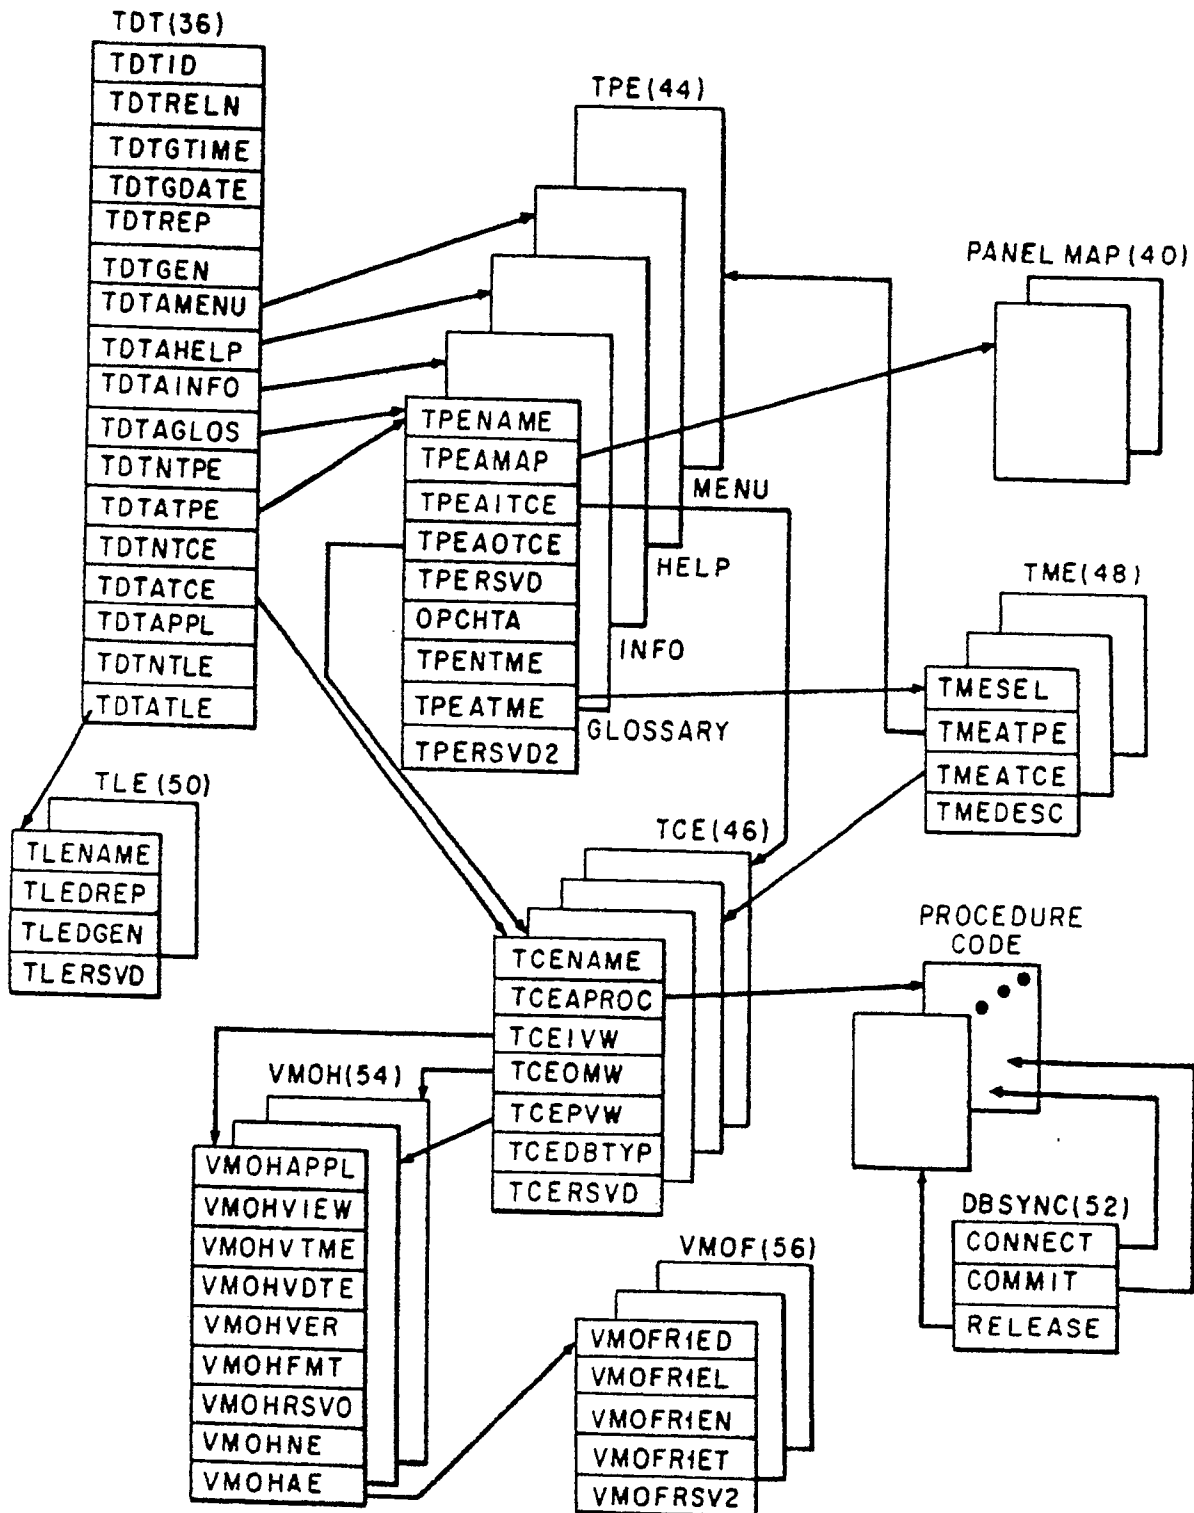 TDT(36)
TDTID
TDTRELN
TDTGTIME
TDTGDATE
TDTREP
TDTGEN
TDTAMENU
TDTAHELP
TDTAINFO
TDTAGLOS
TDTNTPE
TDTATPE
TDTNTCE
TDTATCE
TDTAPPL
TDTNTLE
TDTATLE
TPE(44)
TPENAME
TPEAMAP
TPEAITCE
TPEAOTCE
TPERSVD
OPCHTA
TPENTME
TPEATME
TPERSVD2
MENU
HELP
INFO
GLOSSARY
PANEL MAP(40)
TME(48)
TMESEL
TMEATPE
TMEATCE
TMEDESC
TLE(50)
TLENAME
TLEDREP
TLEDGEN
TLERSVD
TCE(46)
TCENAME
TCEAPROC
TCEIVW
TCEOMW
TCEPVW
TCEDBTYP
TCERSVD
PROCEDURE
CODE
DBSYNC(52)
CONNECT
COMMIT
RELEASE
VMOH(54)
VMOHAPPL
VMOHVIEW
VMOHVTME
VMOHVDTE
VMOHVER
VMOHFMT
VMOHRSVO
VMOHNE
VMOHAE
VMOF(56)
VMOFR1ED
VMOFR1EL
VMOFR1EN
VMOFR1ET
VMOFRSV2